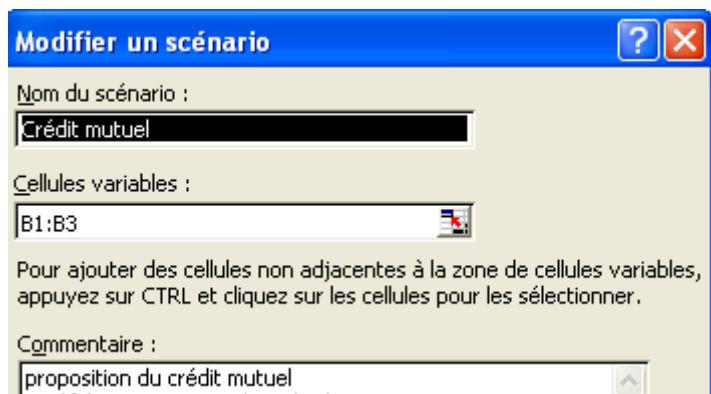 Modifier un scénario
Nom du scénario :
Crédit mutuel
Cellules variables :
B1:B3
Pour ajouter des cellules non adjacentes à la zone de cellules variables,
appuyez sur CTRL et cliquez sur les cellules pour les sélectionner.
Commentaire :
proposition du crédit mutuel